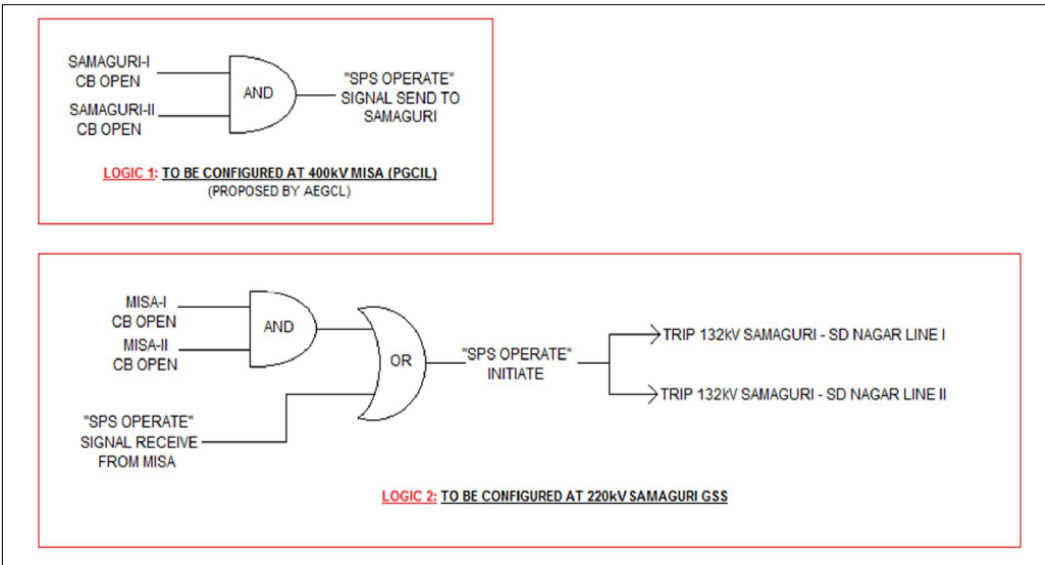 SAMAGURI-I
CB OPEN
SAMAGURI-II
CB OPEN
AND
"SPS OPERATE"
SIGNAL SEND TO
SAMAGURI
LOGIC 1: TO BE CONFIGURED AT 400kV MISA (PGCIL)
(PROPOSED BY AEGCL)
MISA-I
CB OPEN
MISA-II
CB OPEN
AND
"SPS OPERATE"
SIGNAL RECEIVE
FROM MISA
OR
"SPS OPERATE"
INITIATE
TRIP 132kV SAMAGURI - SD NAGAR LINE I
TRIP 132kV SAMAGURI - SD NAGAR LINE II
LOGIC 2: TO BE CONFIGURED AT 220kV SAMAGURI GSS